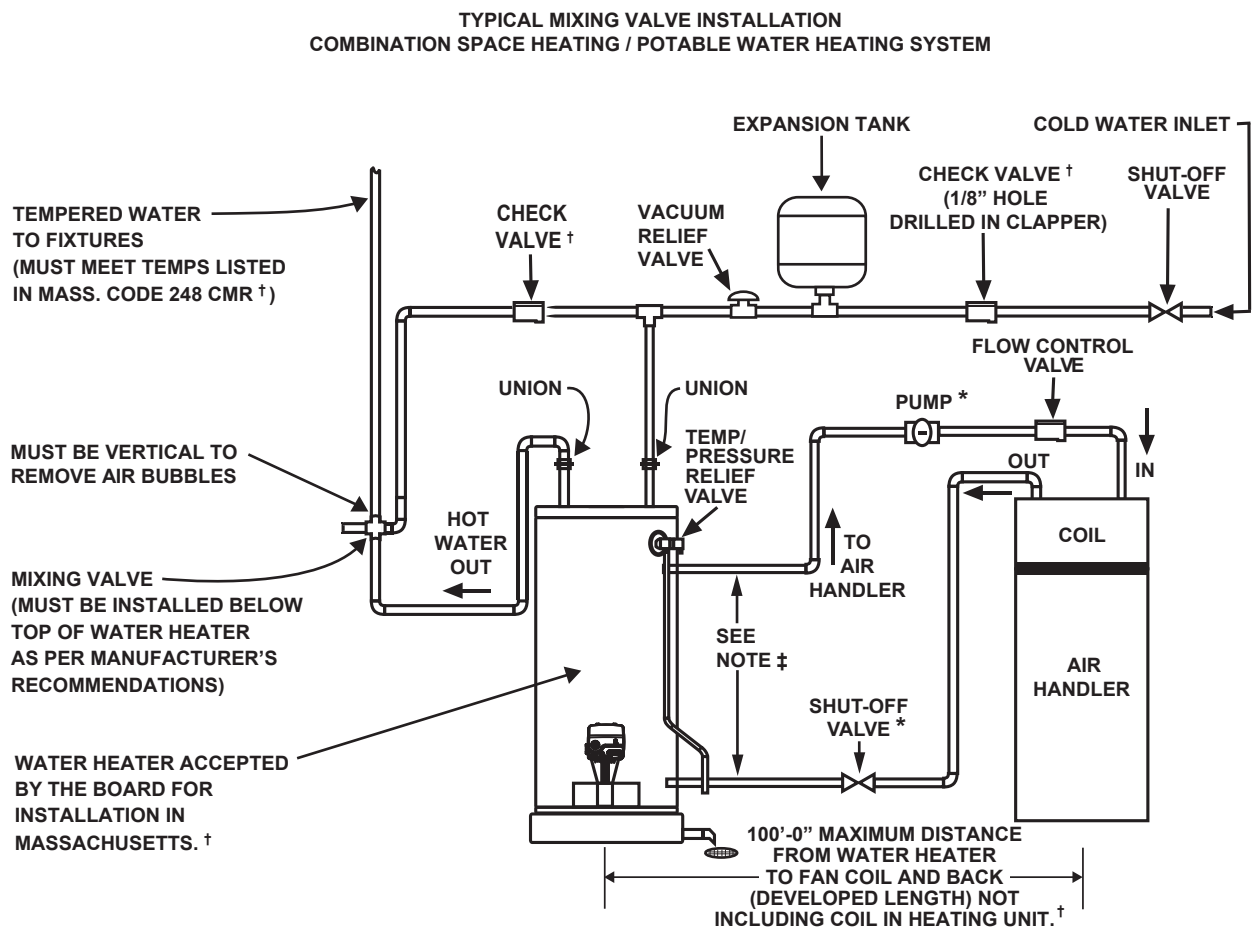 TYPICAL MIXING VALVE INSTALLATION
COMBINATION SPACE HEATING / POTABLE WATER HEATING SYSTEM
EXPANSION TANK
COLD WATER INLET
TEMPERED WATER
TO FIXTURES
(MUST MEET TEMPS LISTED
IN MASS. CODE 248 CMR †)
CHECK
VALVE †
VACUUM
RELIEF
VALVE
CHECK VALVE †
(1/8” HOLE
DRILLED IN CLAPPER)
SHUT-OFF
VALVE
FLOW CONTROL
VALVE
UNION
UNION
PUMP *
MUST BE VERTICAL TO
REMOVE AIR BUBBLES
TEMP/
PRESSURE
RELIEF
VALVE
OUT
IN
HOT
WATER
OUT
TO
AIR
HANDLER
COIL
MIXING VALVE
(MUST BE INSTALLED BELOW
TOP OF WATER HEATER
AS PER MANUFACTURER’S
RECOMMENDATIONS)
SEE
NOTE ‡
AIR
HANDLER
SHUT-OFF
VALVE *
WATER HEATER ACCEPTED
BY THE BOARD FOR
INSTALLATION IN
MASSACHUSETTS. †
100’-0” MAXIMUM DISTANCE
FROM WATER HEATER
TO FAN COIL AND BACK
(DEVELOPED LENGTH) NOT
INCLUDING COIL IN HEATING UNIT. †